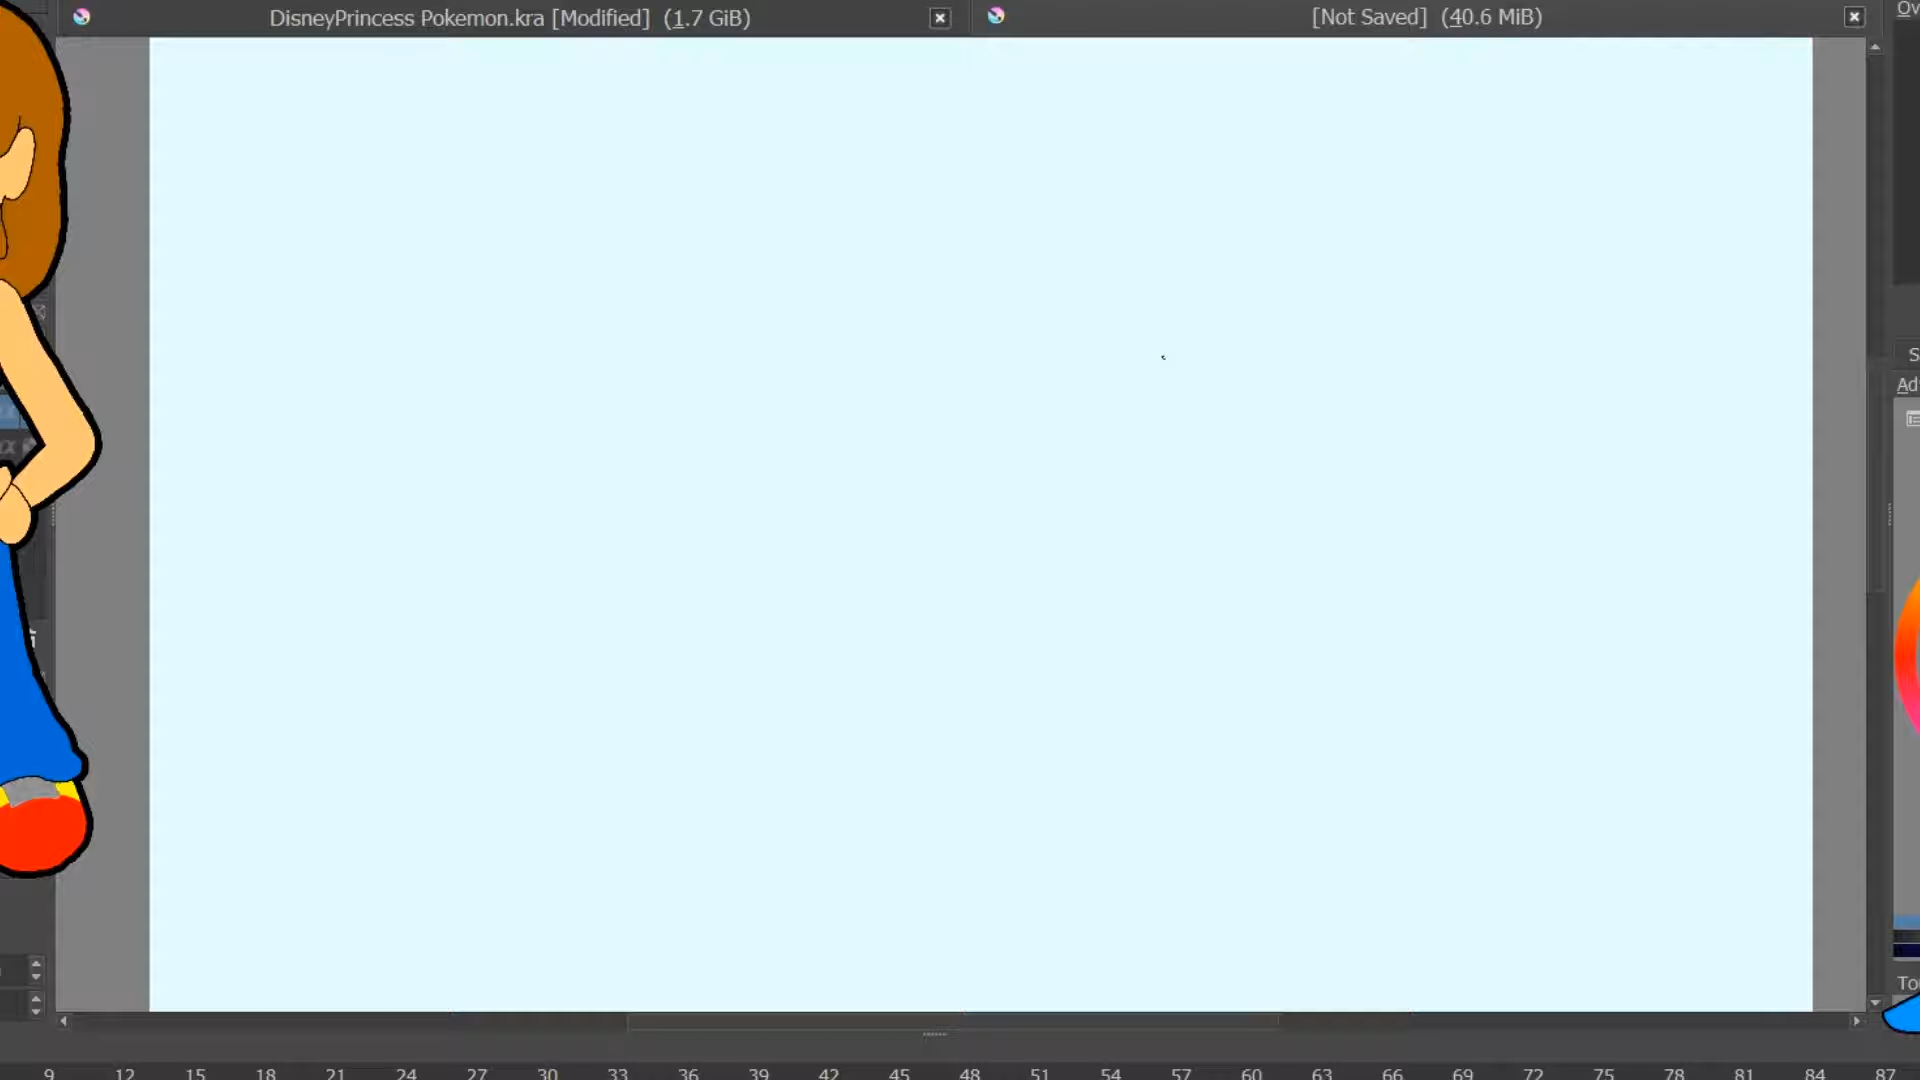 DisneyPrincess Pokemon.kra [Modified] (1.7 GiB)
[Not Saved] (40.6 MiB)
9 12 15 18 21 24 27 30 33 36 39 42 45 48 51 54 57 60 63 66 69 72 75 78 81 84 87